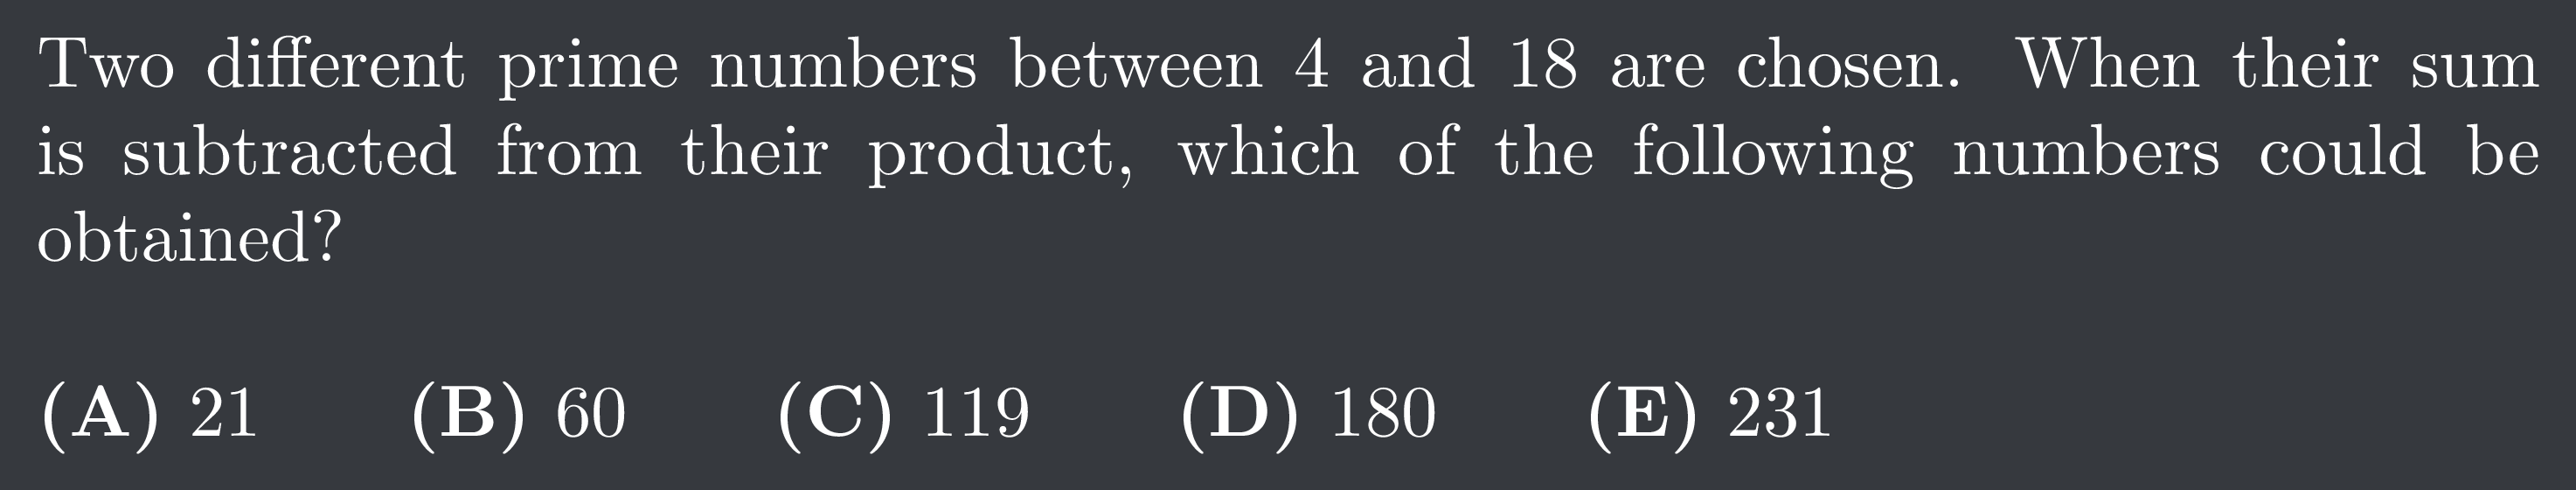 Two different prime numbers between 4 and 18 are chosen. When their sum
is subtracted from their product, which of the following numbers could be
obtained?
(A) 21 (B) 60 (C) 119 (D) 180 (E) 231